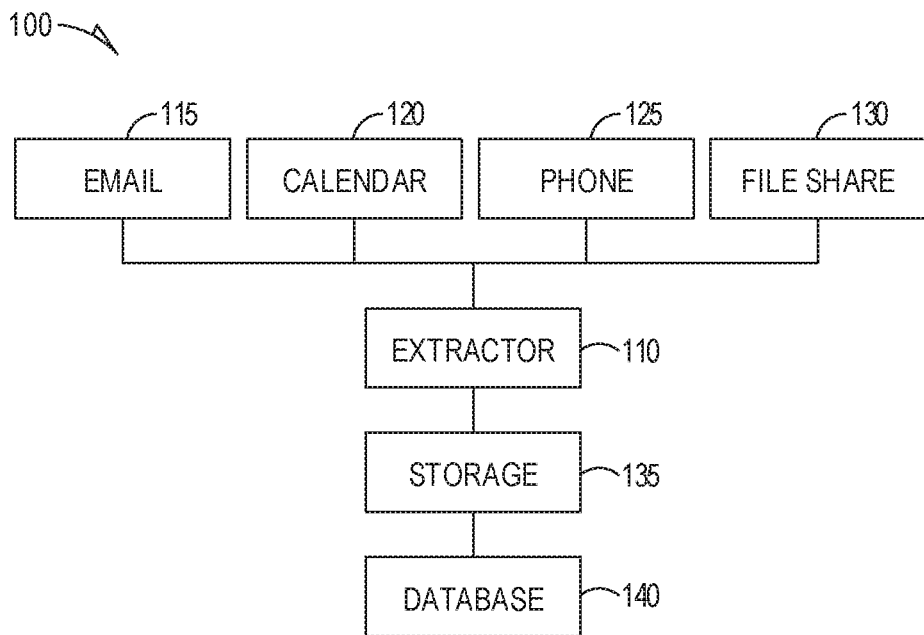 100
115 120 125 130
EMAIL CALENDAR PHONE FILE SHARE
EXTRACTOR 110
STORAGE 135
DATABASE 140